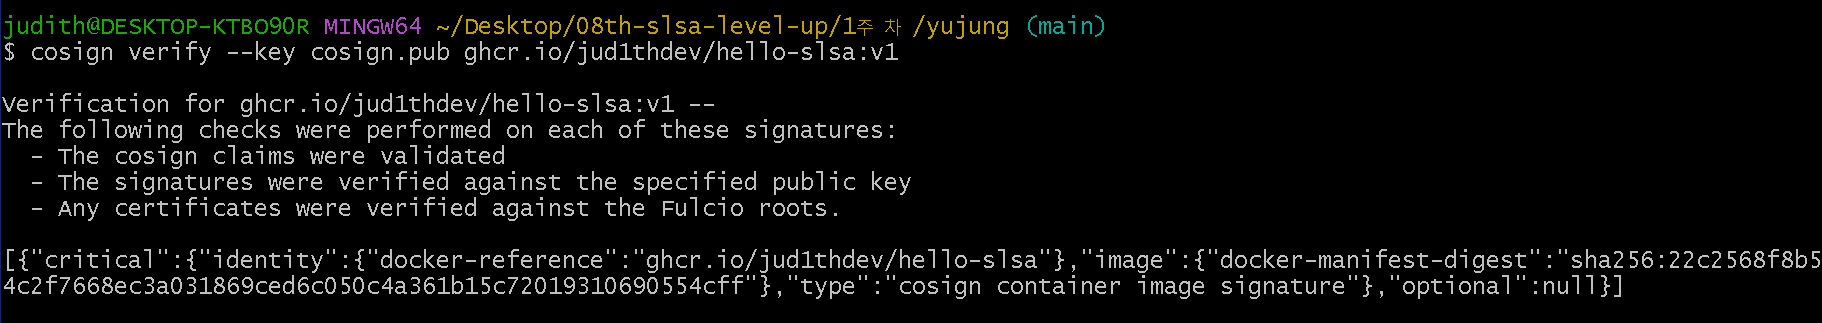 judith@DESKTOP-KTBO90R MINGW64 ~/Desktop/08th-slsa-level-up/1주 차 /yujung (main)
$ cosign verify --key cosign.pub ghcr.io/jud1thdev/hello-slsa:v1
Verification for ghcr.io/jud1thdev/hello-slsa:v1 --
The following checks were performed on each of these signatures:
  - The cosign claims were validated
  - The signatures were verified against the specified public key
  - Any certificates were verified against the Fulcio roots.
[{"critical":{"identity":{"docker-reference":"ghcr.io/jud1thdev/hello-slsa"},"image":{"docker-manifest-digest":"sha256:22c2568f8b5
4c2f7668ec3a031869ced6c050c4a361b15c72019310690554cff"},"type":"cosign container image signature"},"optional":null}]